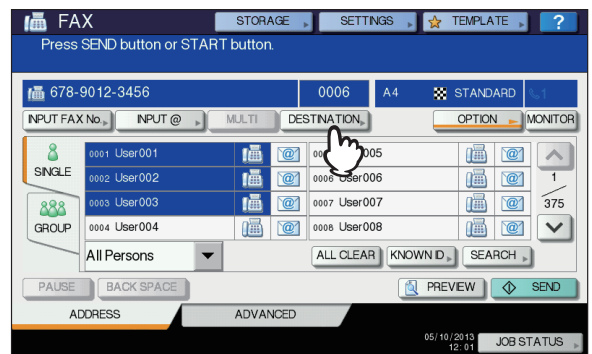 FAX STORAGE SETTINGS TEMPLATE ?
Press SEND button or START button.
678-9012-3456 0006 A4 STANDARD 1
INPUT FAX No. INPUT @ MULTI DESTINATION OPTION MONITOR
SINGLE
GROUP
0001 User001
0002 User002
0003 User003
0004 User004
005
0006 User006
0007 User007
0008 User008
1
375
All Persons ALL CLEAR KNOWN ID SEARCH
PAUSE BACK SPACE PREVIEW SEND
ADDRESS ADVANCED
05/10/2013
12:01
JOB STATUS